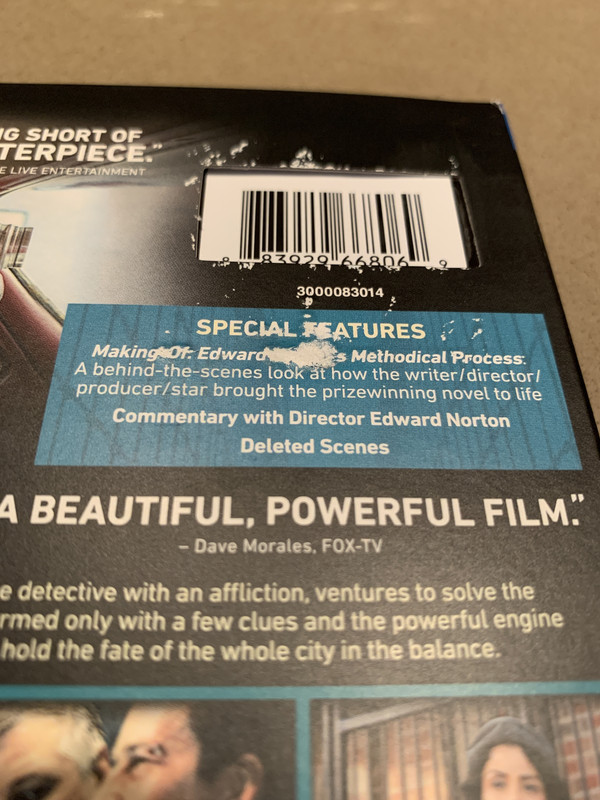 NG SHORT OF
TERPIECE."
E LIVE ENTERTAINMENT
8 83929 66806 9
3000083014
SPECIAL FEATURES
Making Of: Edward s Methodical Process:
A behind-the-scenes look at how the writer/director/
producer/star brought the prizewinning novel to life
Commentary with Director Edward Norton
Deleted Scenes
A BEAUTIFUL, POWERFUL FILM."
– Dave Morales, FOX-TV
e detective with an affliction, ventures to solve the
rmed only with a few clues and the powerful engine
hold the fate of the whole city in the balance.